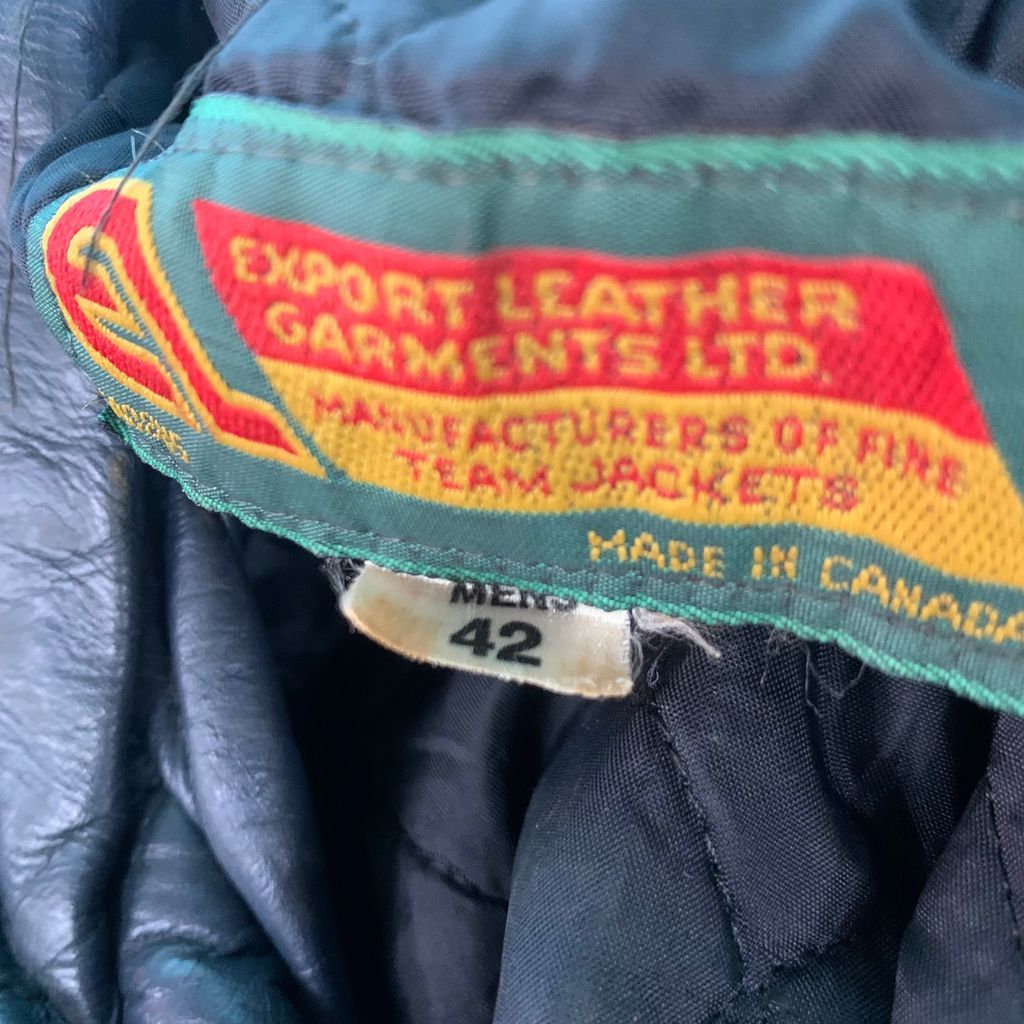 EXPORT LEATHER
GARMENTS LTD.
MANUFACTURERS OF FINE
TEAM JACKETS
MADE IN CANADA
MENS
42